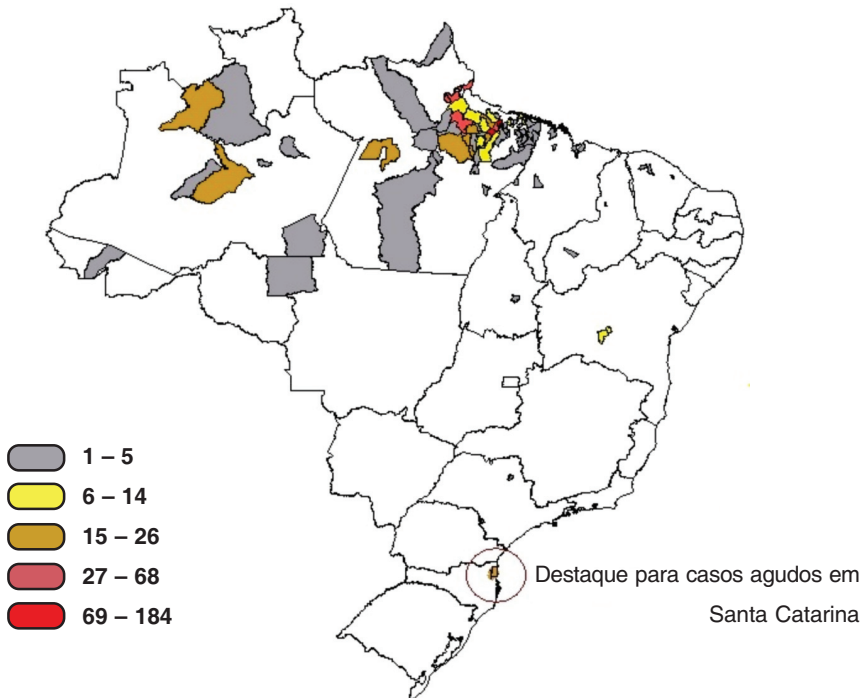 1 – 5
6 – 14
15 – 26
27 – 68
69 – 184
Destaque para casos agudos em
Santa Catarina